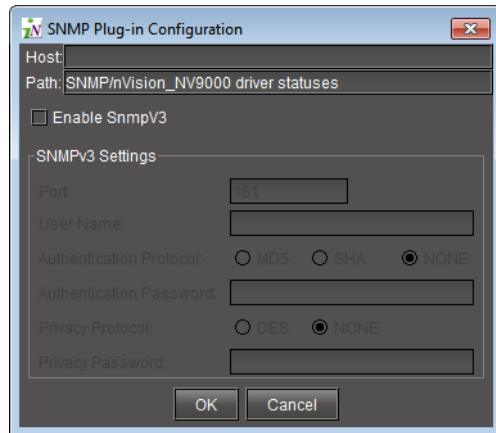 iN SNMP Plug-in Configuration
Host:
Path: SNMP/nVision_NV9000 driver statuses
Enable SnmpV3
SNMPv3 Settings
Port: 161
User Name:
Authentication Protocol: MD5 SHA NONE
Authentication Password:
Privacy Protocol: DES NONE
Privacy Password:
OK Cancel